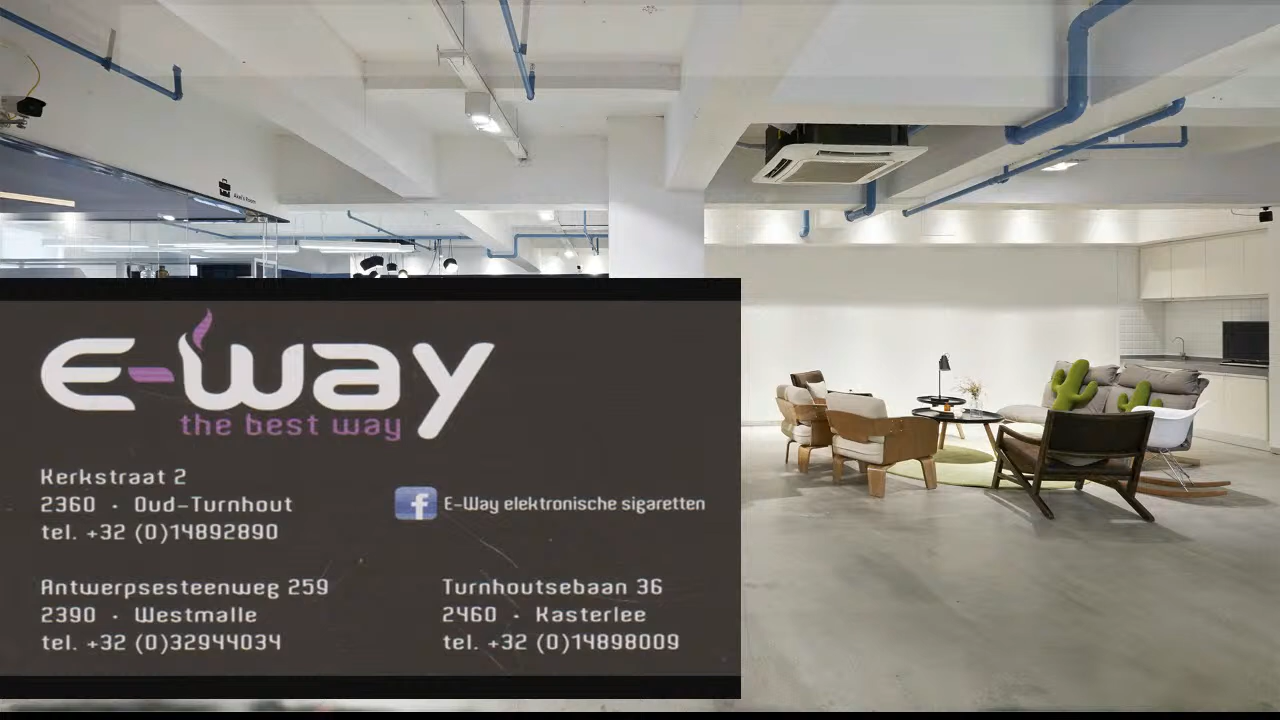 E-way
the best way
Kerkstraat 2
2360 · Oud-Turnhout
tel. +32 (0)14892890
f E-Way elektronische sigaretten
Antwerpsesteenweg 259
2390 · Westmalle
tel. +32 (0)32944034
Turnhoutsebaan 36
2460 · Kasterlee
tel. +32 (0)14898009